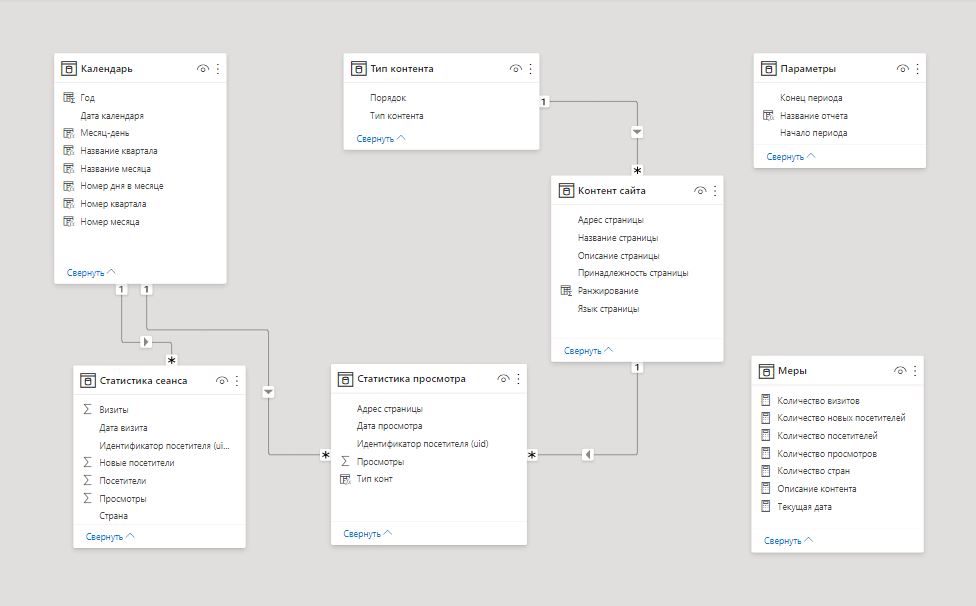 Календарь
Год
Дата календаря
Месяц-день
Название квартала
Название месяца
Номер дня в месяце
Номер квартала
Номер месяца
Свернуть
Тип контента
Порядок
Тип контента
Свернуть
Параметры
Конец периода
Название отчета
Начало периода
Свернуть
1
*
Контент сайта
Адрес страницы
Название страницы
Описание страницы
Принадлежность страницы
Ранжирование
Язык страницы
Свернуть
1
1
1
*
*
*
Статистика сеанса
Визиты
Дата визита
Идентификатор посетителя (ui...
Новые посетители
Посетители
Просмотры
Страна
Свернуть
Статистика просмотра
Адрес страницы
Дата просмотра
Идентификатор посетителя (uid)
Просмотры
Тип конт
Свернуть
Меры
Количество визитов
Количество новых посетителей
Количество посетителей
Количество просмотров
Количество стран
Описание контента
Текущая дата
Свернуть